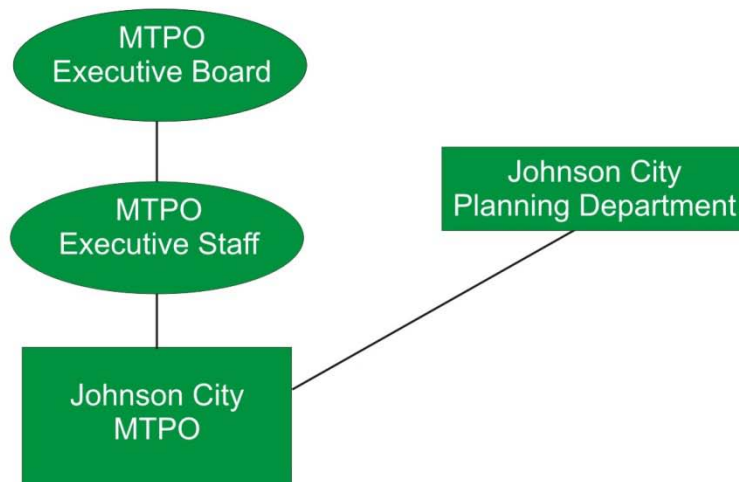 MTPO
Executive Board
Johnson City
Planning Department
MTPO
Executive Staff
Johnson City
MTPO